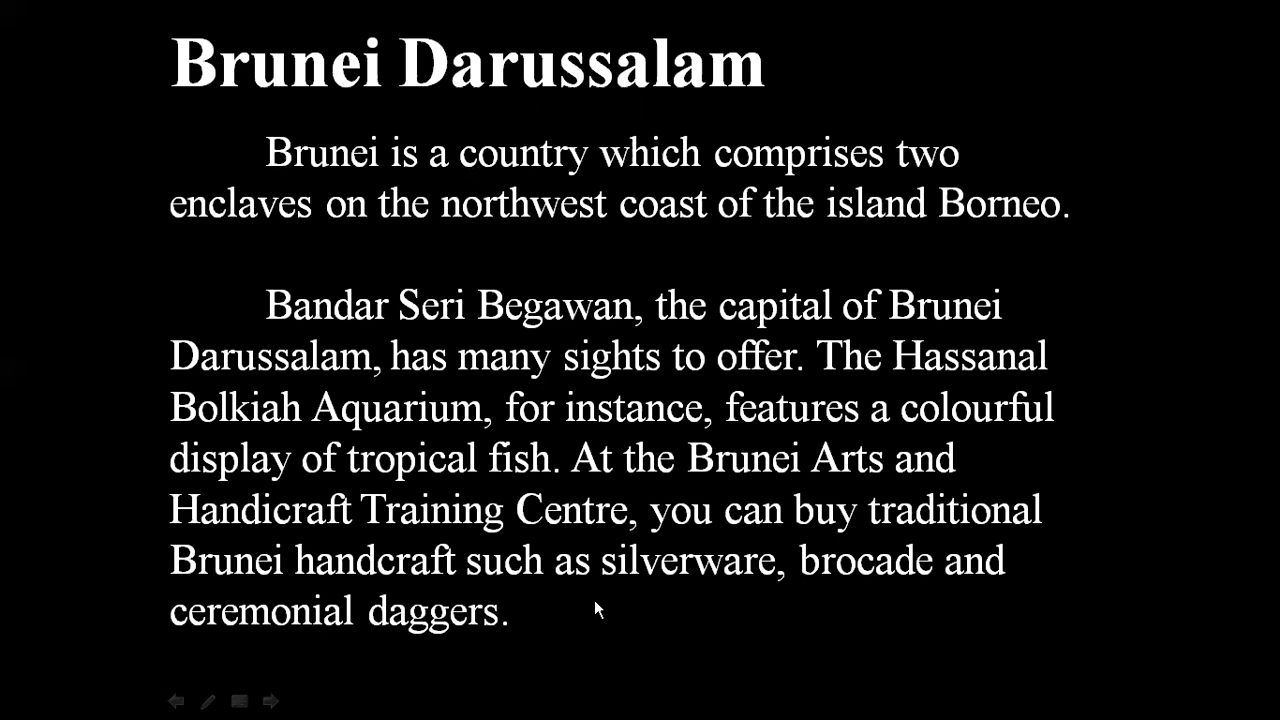 Brunei Darussalam
Brunei is a country which comprises two
enclaves on the northwest coast of the island Borneo.
Bandar Seri Begawan, the capital of Brunei
Darussalam, has many sights to offer. The Hassanal
Bolkiah Aquarium, for instance, features a colourful
display of tropical fish. At the Brunei Arts and
Handicraft Training Centre, you can buy traditional
Brunei handcraft such as silverware, brocade and
ceremonial daggers.